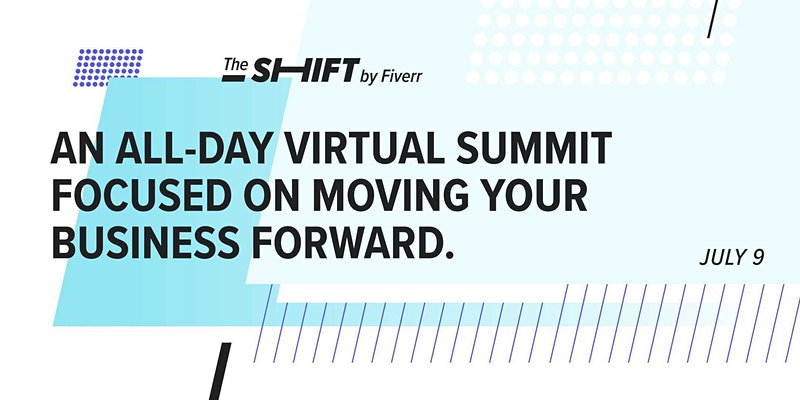 The SHIFT by Fiverr
AN ALL-DAY VIRTUAL SUMMIT
FOCUSED ON MOVING YOUR
BUSINESS FORWARD.
JULY 9